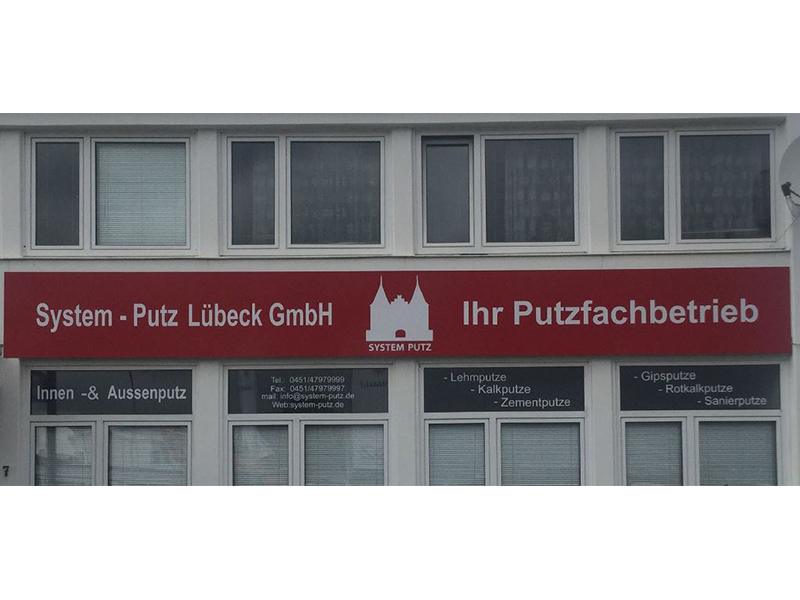 System - Putz Lübeck GmbH
SYSTEM PUTZ
Ihr Putzfachbetrieb
Innen -& Aussenputz
Tel.: 0451/47979999
Fax: 0451/47979997
mail: info@system-putz.de
Web:system-putz.de
- Lehmputze
- Kalkputze
- Zementputze
- Gipsputze
- Rotkalkputze
- Sanierputze
7